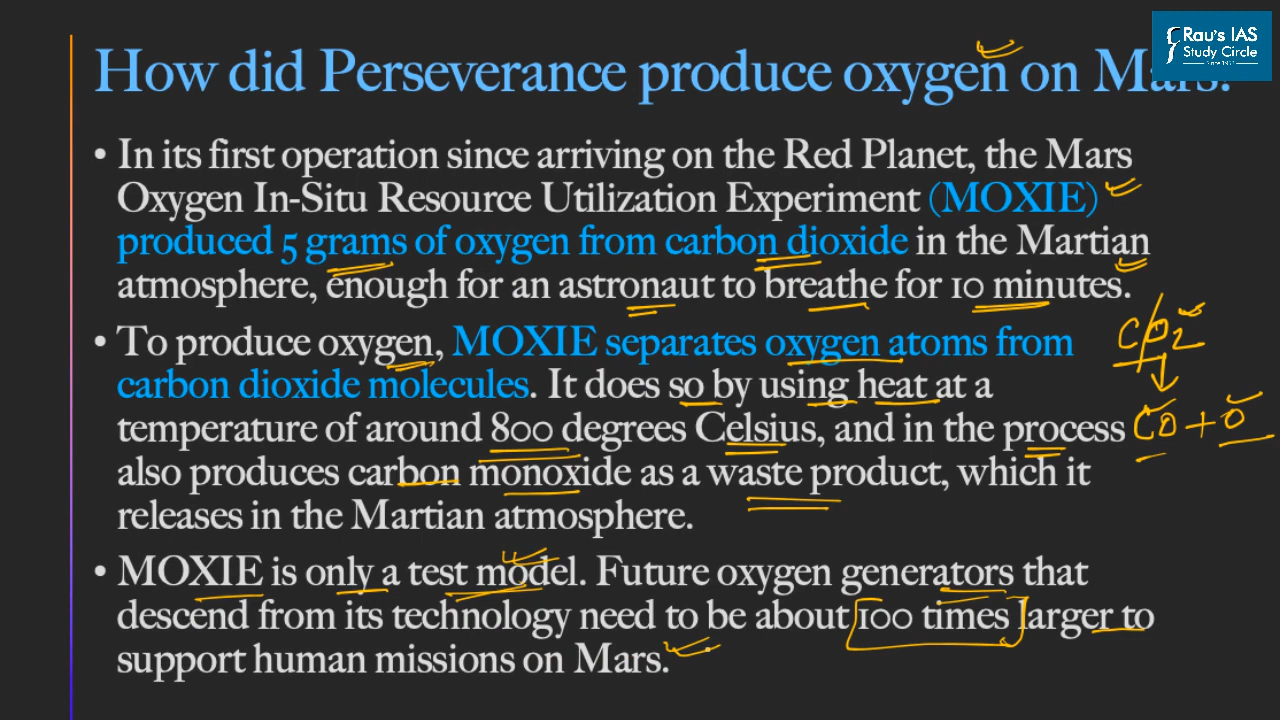 Rau's IAS
Study Circle
Since 1953
How did Perseverance produce oxygen on Mars?
• In its first operation since arriving on the Red Planet, the Mars
Oxygen In-Situ Resource Utilization Experiment (MOXIE)
produced 5 grams of oxygen from carbon dioxide in the Martian
atmosphere, enough for an astronaut to breathe for 10 minutes.
• To produce oxygen, MOXIE separates oxygen atoms from
carbon dioxide molecules. It does so by using heat at a
temperature of around 800 degrees Celsius, and in the process
also produces carbon monoxide as a waste product, which it
releases in the Martian atmosphere.
CO2
CO + O
• MOXIE is only a test model. Future oxygen generators that
descend from its technology need to be about 100 times larger to
support human missions on Mars.